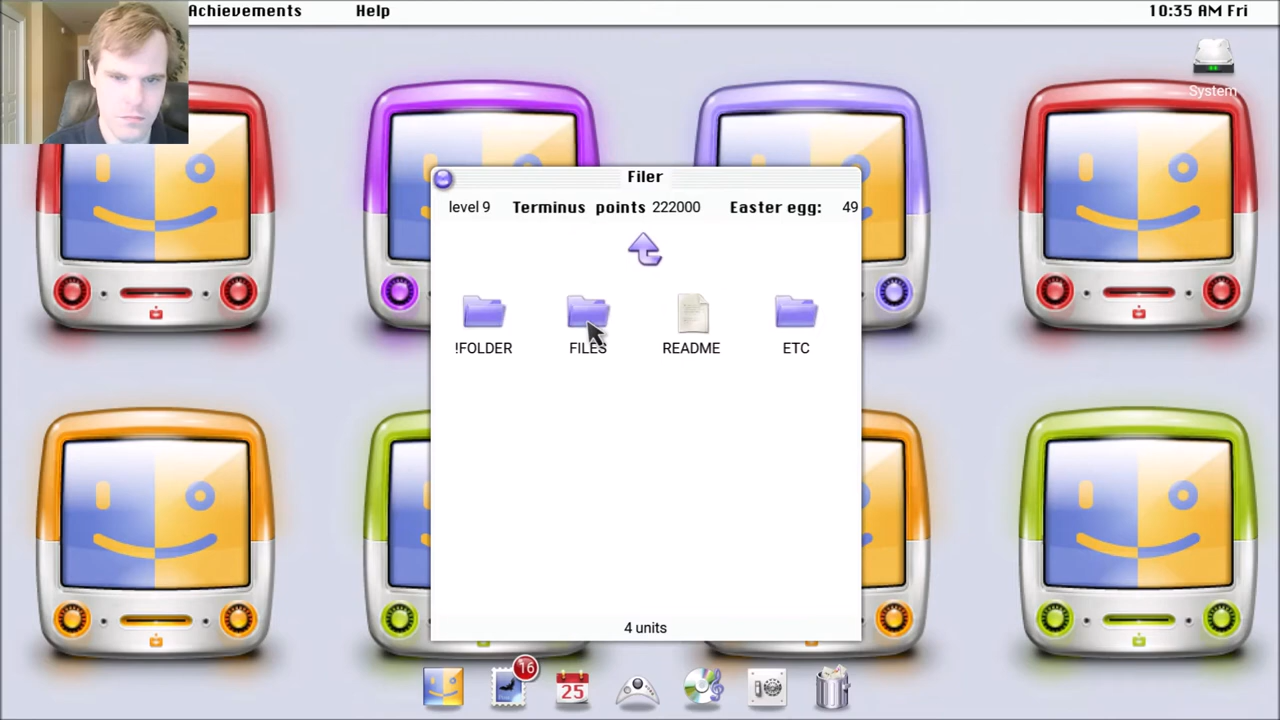 Achievements Help 10:35 AM Fri
System
Filer
level 9 Terminus points 222000 Easter egg: 49
!FOLDER FILES README ETC
4 units
16
25